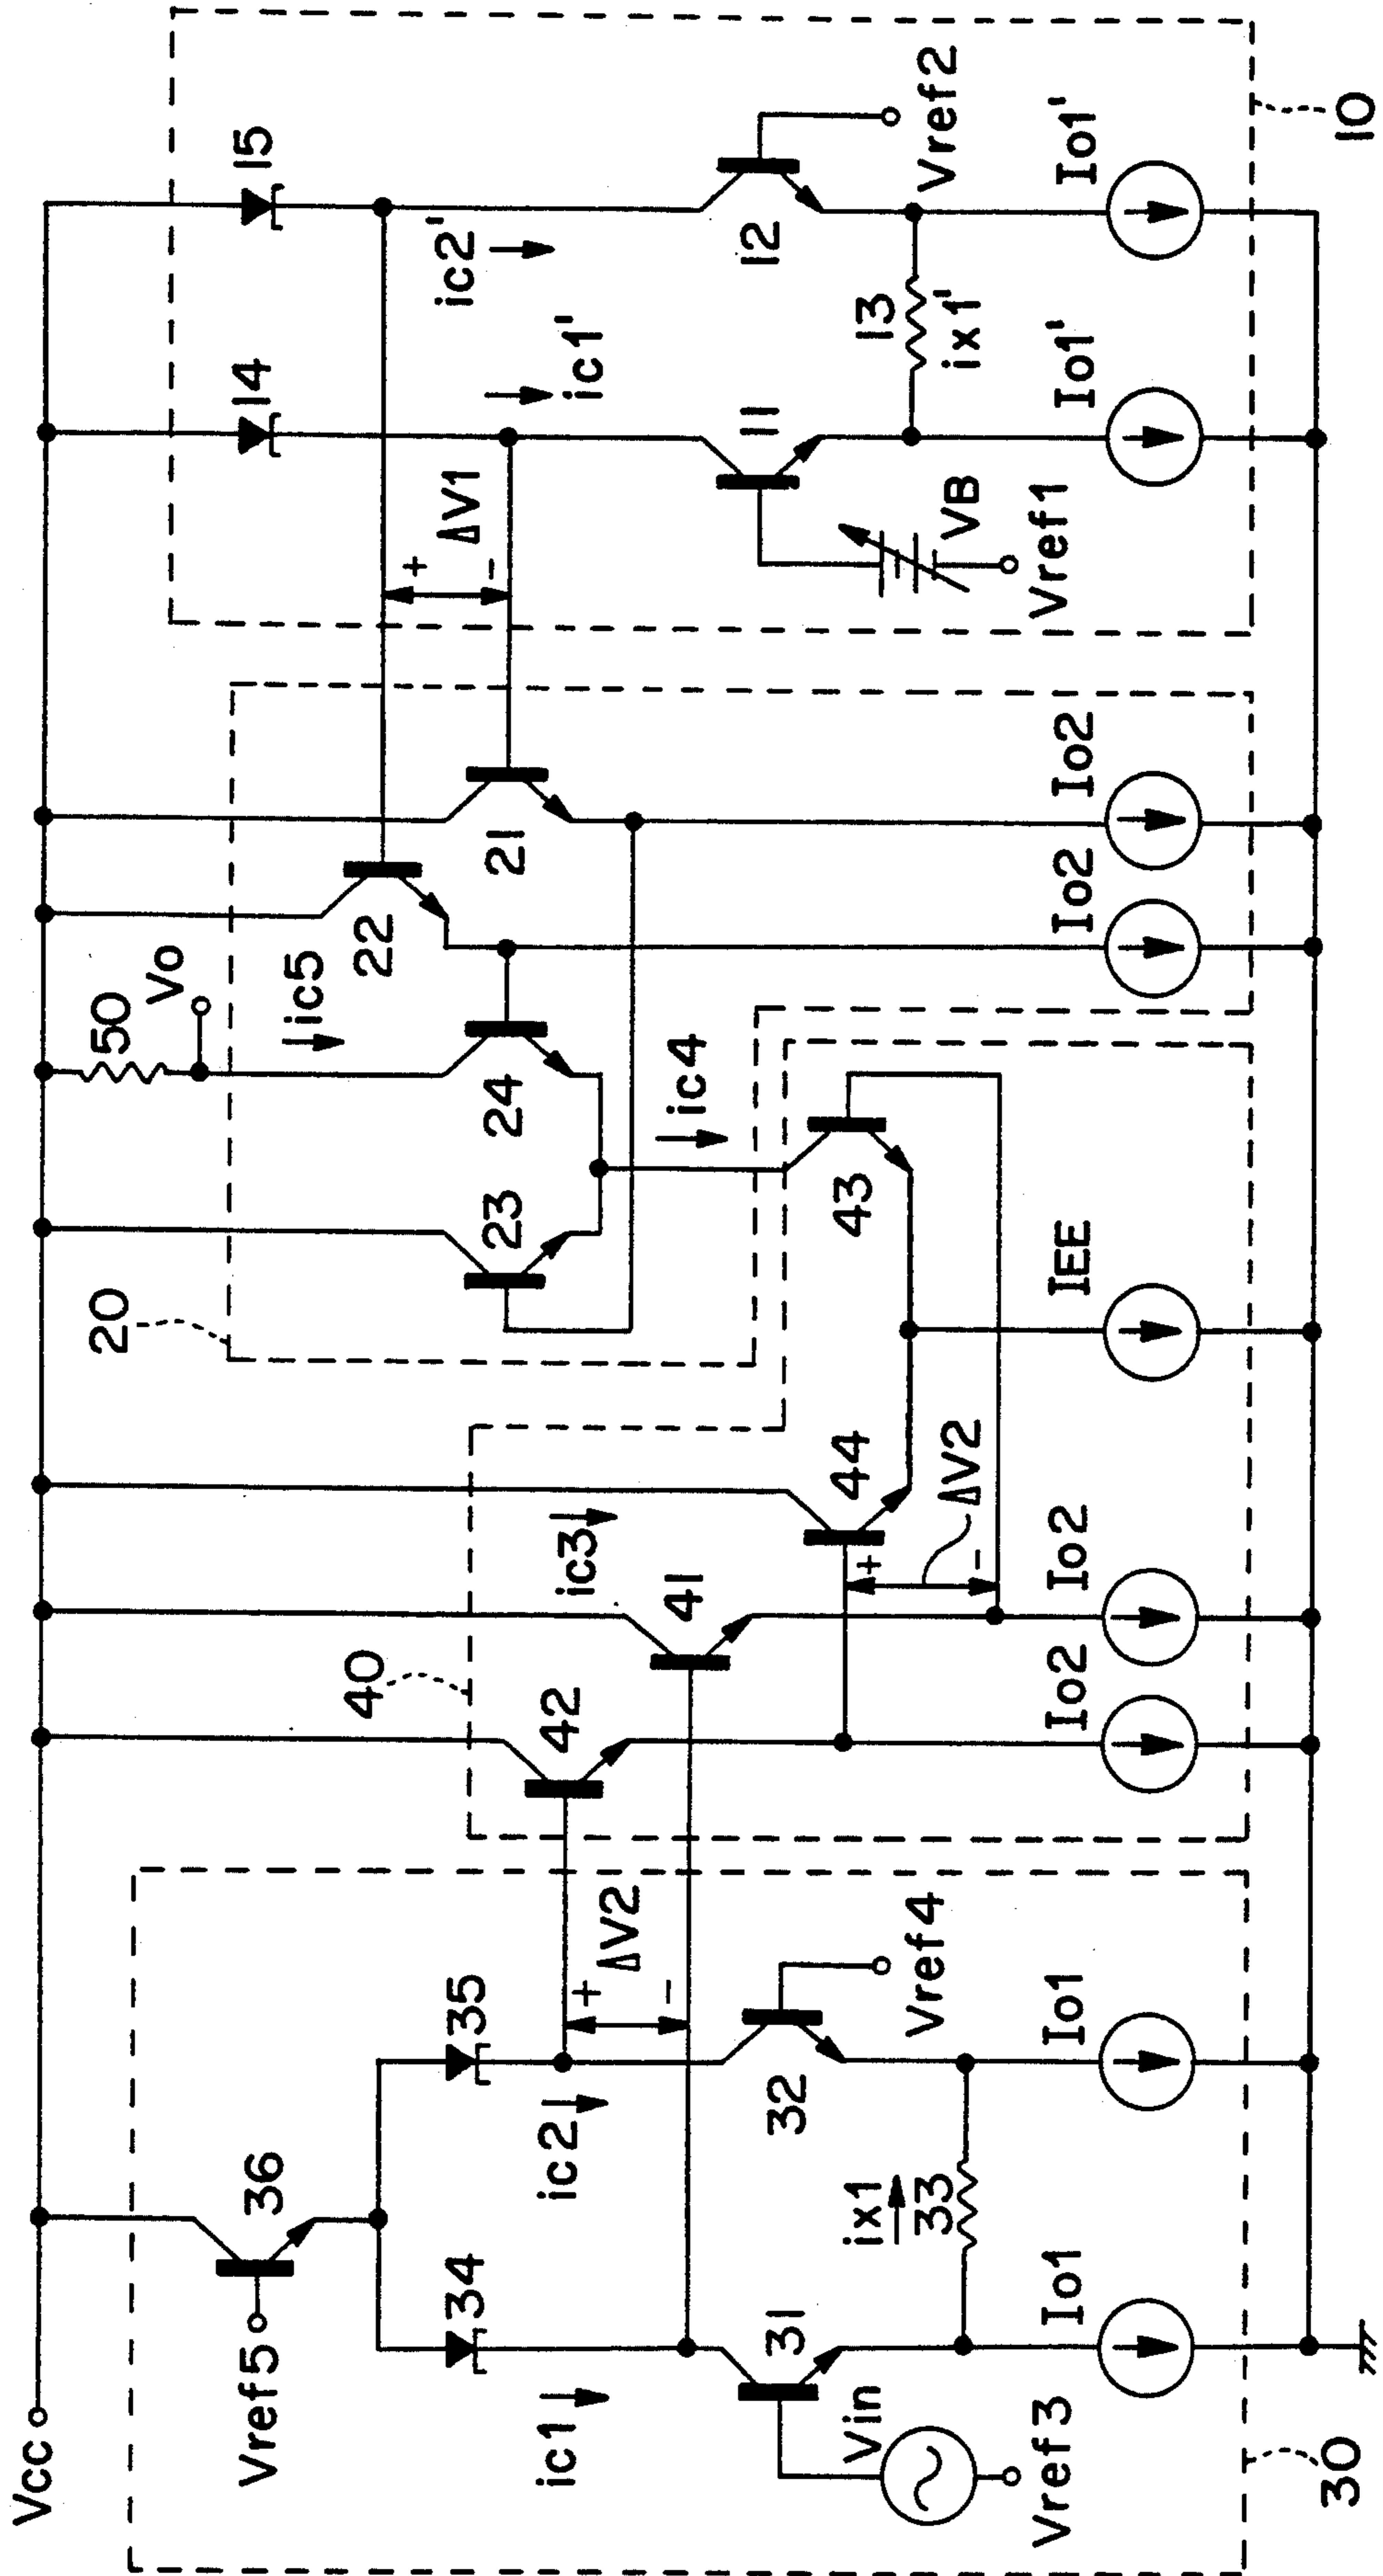 Vcc
Vref5
36
34
35
ic1
ic2
ΔV2
+
-
Vin
31
32
Vref4
Vref3
ix1
33
Io1
Io1
30
40
42
41
ic3
44
+
-
ΔV2
43
ic4
Io2
Io2
IEE
20
23
24
50
Vo
ic5
22
21
Io2
Io2
14
15
ΔV1
+
-
ic1'
ic2'
11
12
VB
Vref1
Vref2
13
ix1'
Io1'
Io1'
10